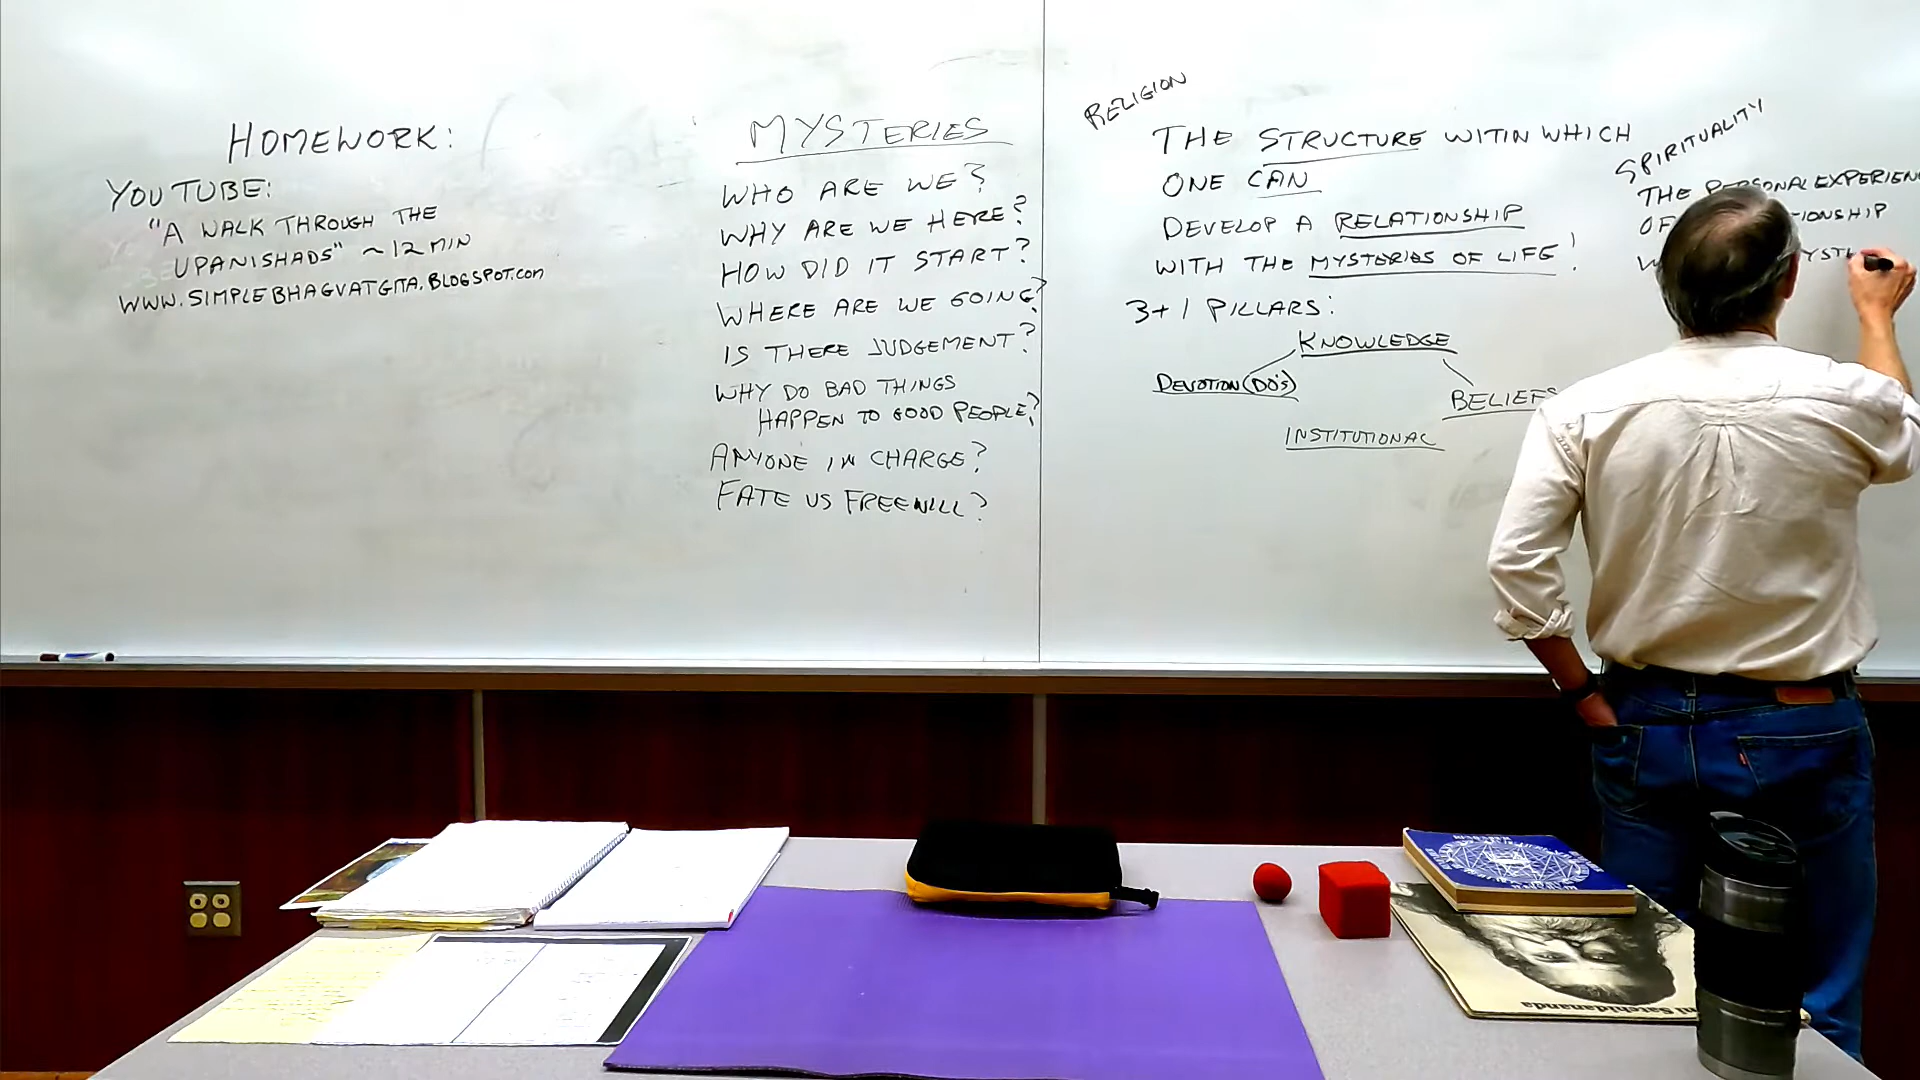 HOMEWORK:
YOUTUBE:
"A WALK THROUGH THE
UPANISHADS" ~12 MIN
WWW.SIMPLEBHAGVATGITA.BLOGSPOT.COM
MYSTERIES
WHO ARE WE?
WHY ARE WE HERE?
HOW DID IT START?
WHERE ARE WE GOING?
IS THERE JUDGEMENT?
WHY DO BAD THINGS
HAPPEN TO GOOD PEOPLE?
ANYONE IN CHARGE?
FATE VS FREEWILL?
RELIGION
THE STRUCTURE WITIN WHICH
ONE CAN
DEVELOP A RELATIONSHIP
WITH THE MYSTERIES OF LIFE!
3+1 PILLARS:
KNOWLEDGE
DEVOTION (DO'S)
BELIEFS
INSTITUTIONAL
SPIRITUALITY
THE PERSONAL EXPERIEN
OF
Satchidananda